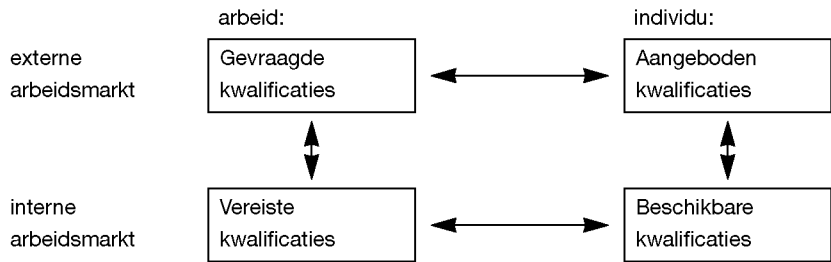 arbeid: individu:
externe Gevraagde Aangeboden
arbeidsmarkt kwalificaties kwalificaties
interne Vereiste Beschikbare
arbeidsmarkt kwalificaties kwalificaties